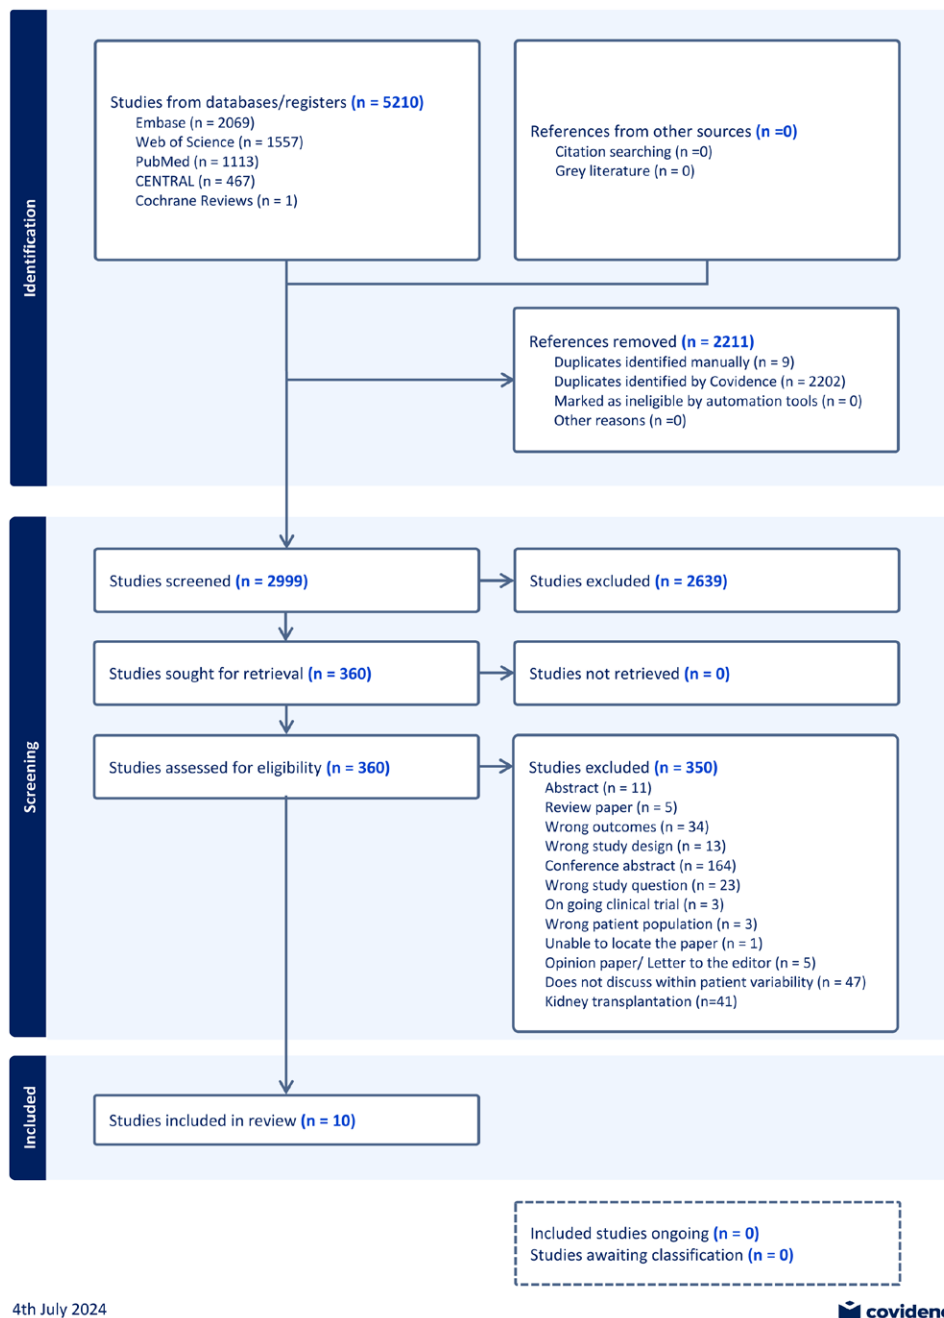 Identification
Studies from databases/registers (n = 5210)
Embase (n = 2069)
Web of Science (n = 1557)
PubMed (n = 1113)
CENTRAL (n = 467)
Cochrane Reviews (n = 1)
References from other sources (n =0)
Citation searching (n =0)
Grey literature (n = 0)
References removed (n = 2211)
Duplicates identified manually (n = 9)
Duplicates identified by Covidence (n = 2202)
Marked as ineligible by automation tools (n = 0)
Other reasons (n =0)
Screening
Studies screened (n = 2999)
Studies excluded (n = 2639)
Studies sought for retrieval (n = 360)
Studies not retrieved (n = 0)
Studies assessed for eligibility (n = 360)
Studies excluded (n = 350)
Abstract (n = 11)
Review paper (n = 5)
Wrong outcomes (n = 34)
Wrong study design (n = 13)
Conference abstract (n = 164)
Wrong study question (n = 23)
On going clinical trial (n = 3)
Wrong patient population (n = 3)
Unable to locate the paper (n = 1)
Opinion paper/ Letter to the editor (n = 5)
Does not discuss within patient variability (n = 47)
Kidney transplantation (n=41)
Included
Studies included in review (n = 10)
Included studies ongoing (n = 0)
Studies awaiting classification (n = 0)
4th July 2024
covidenc